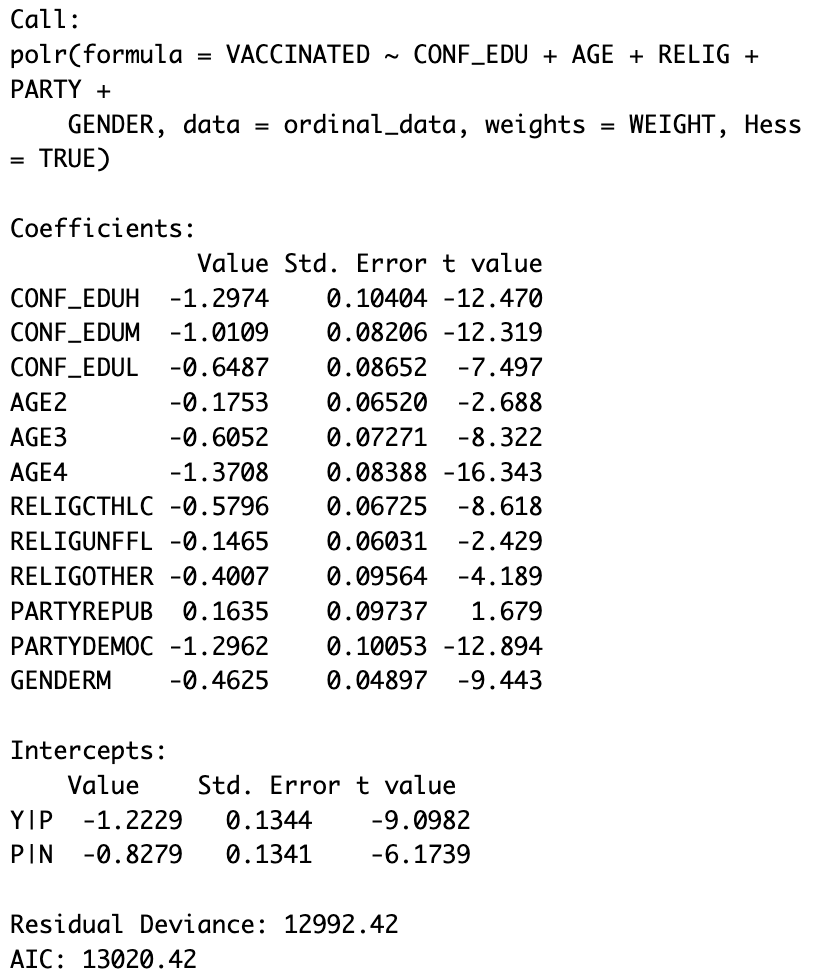 Call:
polr(formula = VACCINATED ~ CONF_EDU + AGE + RELIG +
PARTY +
    GENDER, data = ordinal_data, weights = WEIGHT, Hess
= TRUE)

Coefficients:
            Value Std. Error t value
CONF_EDUH  -1.2974    0.10404 -12.470
CONF_EDUM  -1.0109    0.08206 -12.319
CONF_EDUL  -0.6487    0.08652  -7.497
AGE2       -0.1753    0.06520  -2.688
AGE3       -0.6052    0.07271  -8.322
AGE4       -1.3708    0.08388 -16.343
RELIGCTHLC -0.5796    0.06725  -8.618
RELIGUNFFL -0.1465    0.06031  -2.429
RELIGOTHER -0.4007    0.09564  -4.189
PARTYREPUB  0.1635    0.09737   1.679
PARTYDEMOC -1.2962    0.10053 -12.894
GENDERM    -0.4625    0.04897  -9.443

Intercepts:
    Value    Std. Error t value
Y|P  -1.2229   0.1344    -9.0982
P|N  -0.8279   0.1341    -6.1739

Residual Deviance: 12992.42
AIC: 13020.42